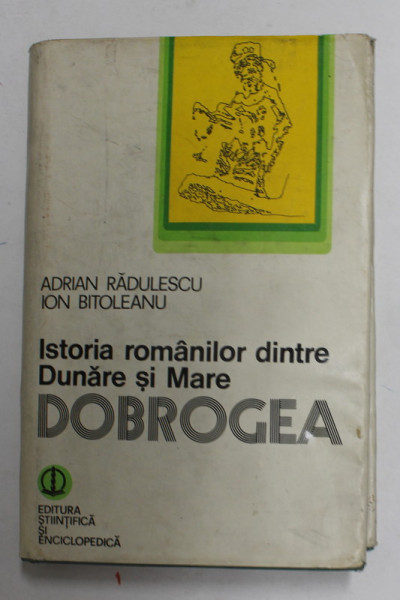 ADRIAN RĂDULESCU
ION BITOLEANU
Istoria românilor dintre
Dunăre și Mare
DOBROGEA
EDITURA
ȘTIINȚIFICĂ
ȘI
ENCICLOPEDICĂ